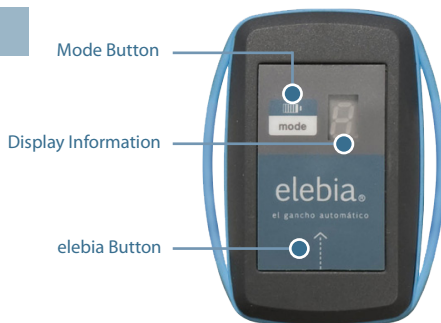 Mode Button
mode
Display Information
elebia®
el gancho automático
elebia Button